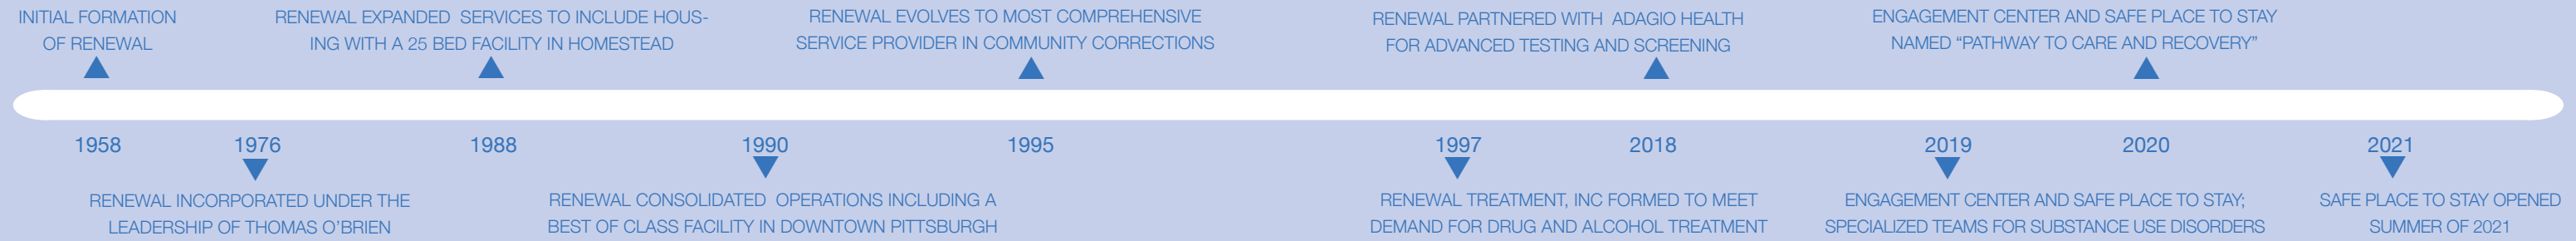 INITIAL FORMATION
OF RENEWAL
RENEWAL EXPANDED SERVICES TO INCLUDE HOUS-
ING WITH A 25 BED FACILITY IN HOMESTEAD
RENEWAL EVOLVES TO MOST COMPREHENSIVE
SERVICE PROVIDER IN COMMUNITY CORRECTIONS
RENEWAL PARTNERED WITH ADAGIO HEALTH
FOR ADVANCED TESTING AND SCREENING
ENGAGEMENT CENTER AND SAFE PLACE TO STAY
NAMED “PATHWAY TO CARE AND RECOVERY”
1958 1976 1988 1990 1995 1997 2018 2019 2020 2021
RENEWAL INCORPORATED UNDER THE
LEADERSHIP OF THOMAS O’BRIEN
RENEWAL CONSOLIDATED OPERATIONS INCLUDING A
BEST OF CLASS FACILITY IN DOWNTOWN PITTSBURGH
RENEWAL TREATMENT, INC FORMED TO MEET
DEMAND FOR DRUG AND ALCOHOL TREATMENT
ENGAGEMENT CENTER AND SAFE PLACE TO STAY;
SPECIALIZED TEAMS FOR SUBSTANCE USE DISORDERS
SAFE PLACE TO STAY OPENED
SUMMER OF 2021